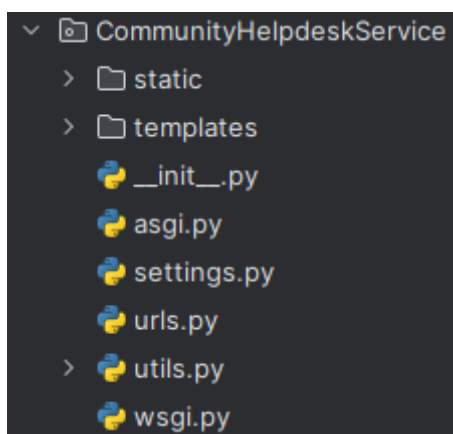 CommunityHelpdeskService
static
templates
__init__.py
asgi.py
settings.py
urls.py
utils.py
wsgi.py